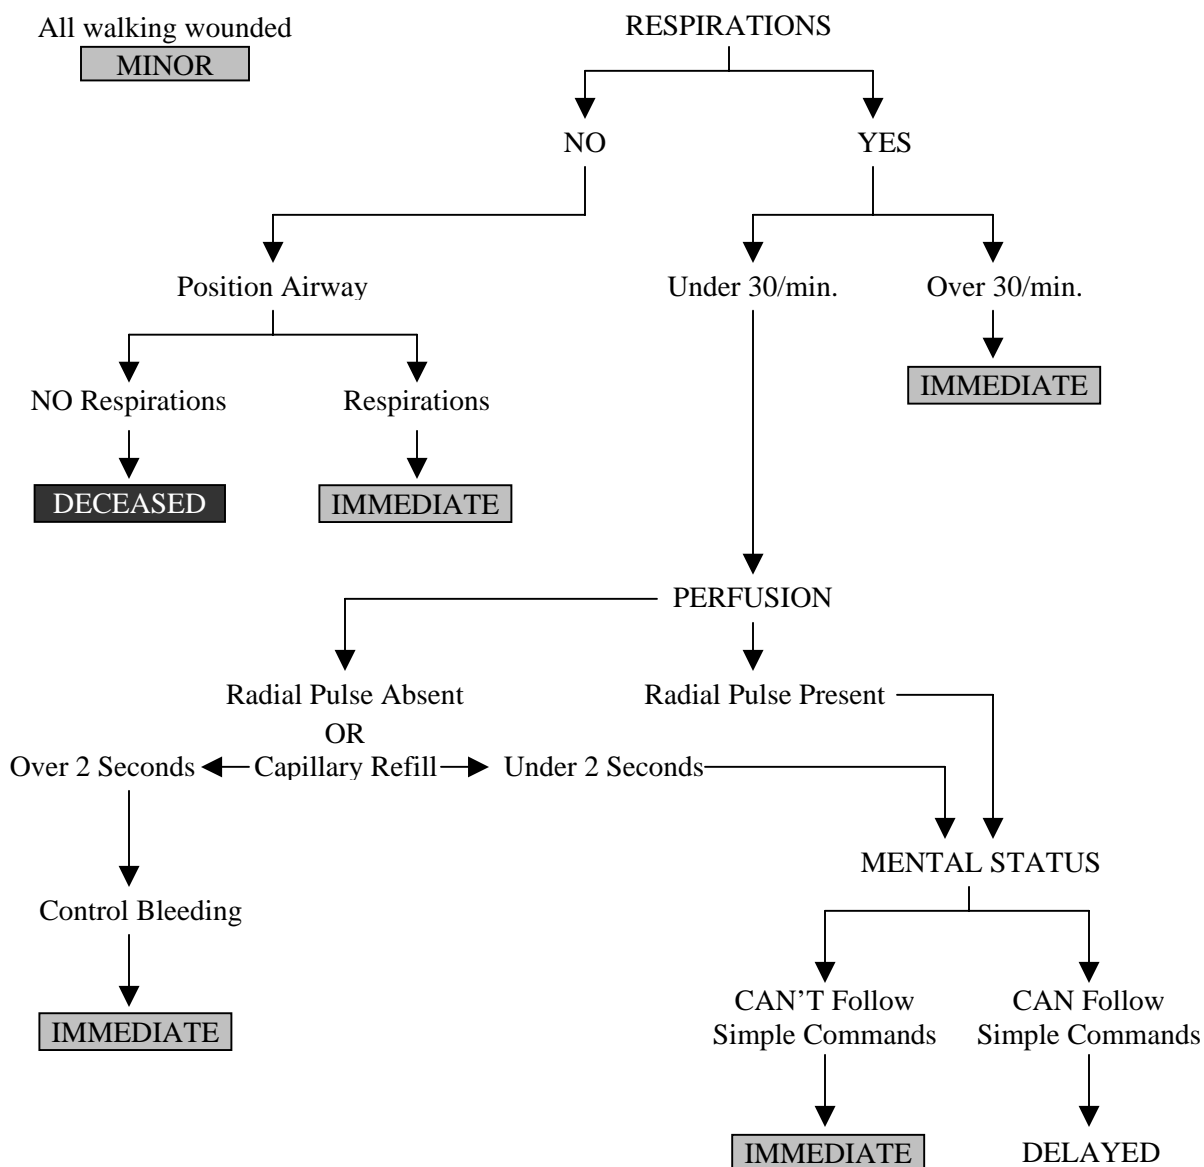 All walking wounded
MINOR
RESPIRATIONS
NO
YES
Position Airway
Under 30/min.
Over 30/min.
IMMEDIATE
NO Respirations
Respirations
DECEASED
IMMEDIATE
PERFUSION
Radial Pulse Absent
Radial Pulse Present
OR
Over 2 Seconds
Capillary Refill
Under 2 Seconds
MENTAL STATUS
Control Bleeding
IMMEDIATE
CAN’T Follow
Simple Commands
CAN Follow
Simple Commands
IMMEDIATE
DELAYED